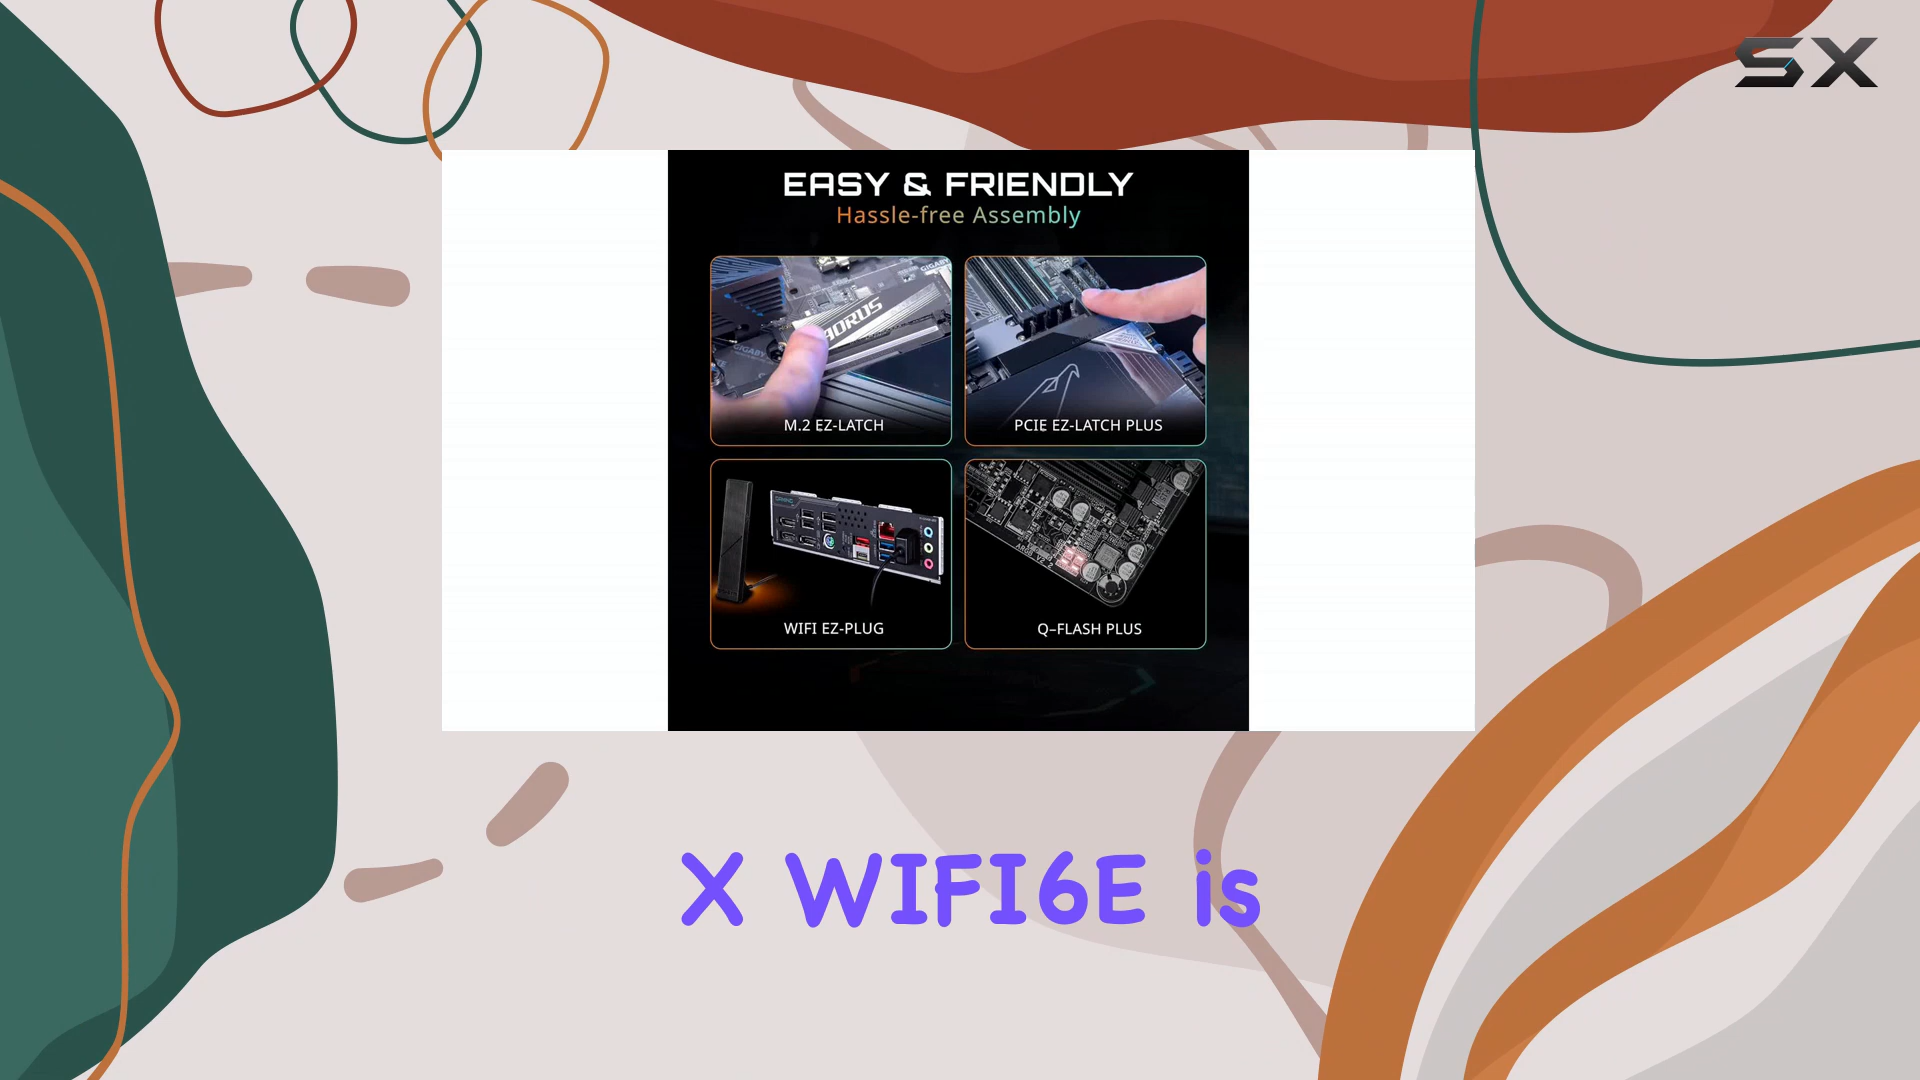 SX
EASY & FRIENDLY
Hassle-free Assembly
AORUS
M.2 EZ-LATCH
PCIE EZ-LATCH PLUS
WIFI EZ-PLUG
Q-FLASH PLUS
X WIFI6E is